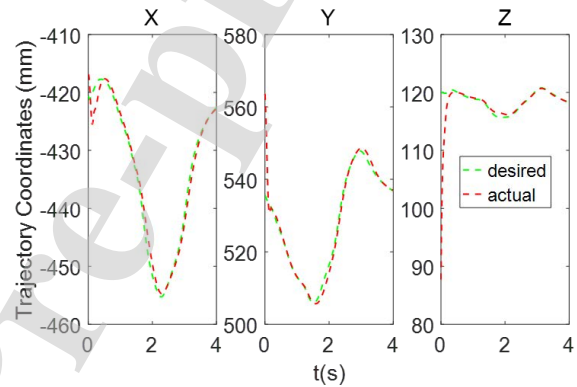 X Y Z
-410 580 130
-420 560 120
-430 110
-440 540 100
-450 520 90
-460 500 80
desired
actual
0 2 4 0 2 4 0 2 4
t(s)
Trajectory Coordinates (mm)
Pre-p